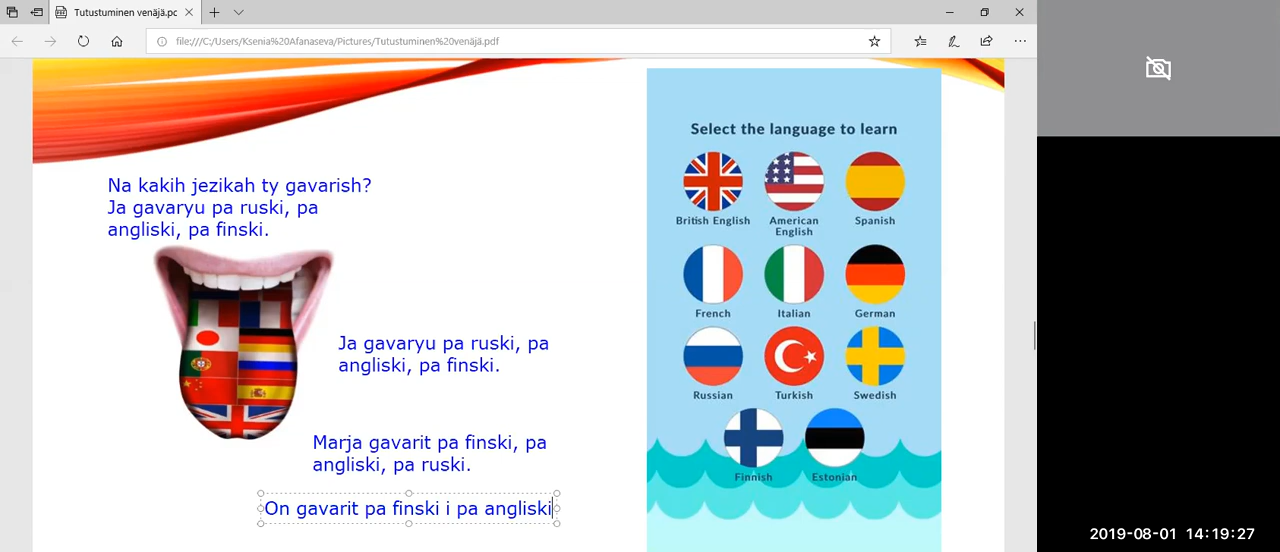 Tutustuminen venäjä.pc
file:///C:/Users/Ksenia%20Afanaseva/Pictures/Tutustuminen%20venäjä.pdf
Na kakih jezikah ty gavarish?
Ja gavaryu pa ruski, pa
angliski, pa finski.
Ja gavaryu pa ruski, pa
angliski, pa finski.
Marja gavarit pa finski, pa
angliski, pa ruski.
On gavarit pa finski i pa angliski
Select the language to learn
British English
American
English
Spanish
French
Italian
German
Russian
Turkish
Swedish
Finnish
Estonian
2019-08-01 14:19:27